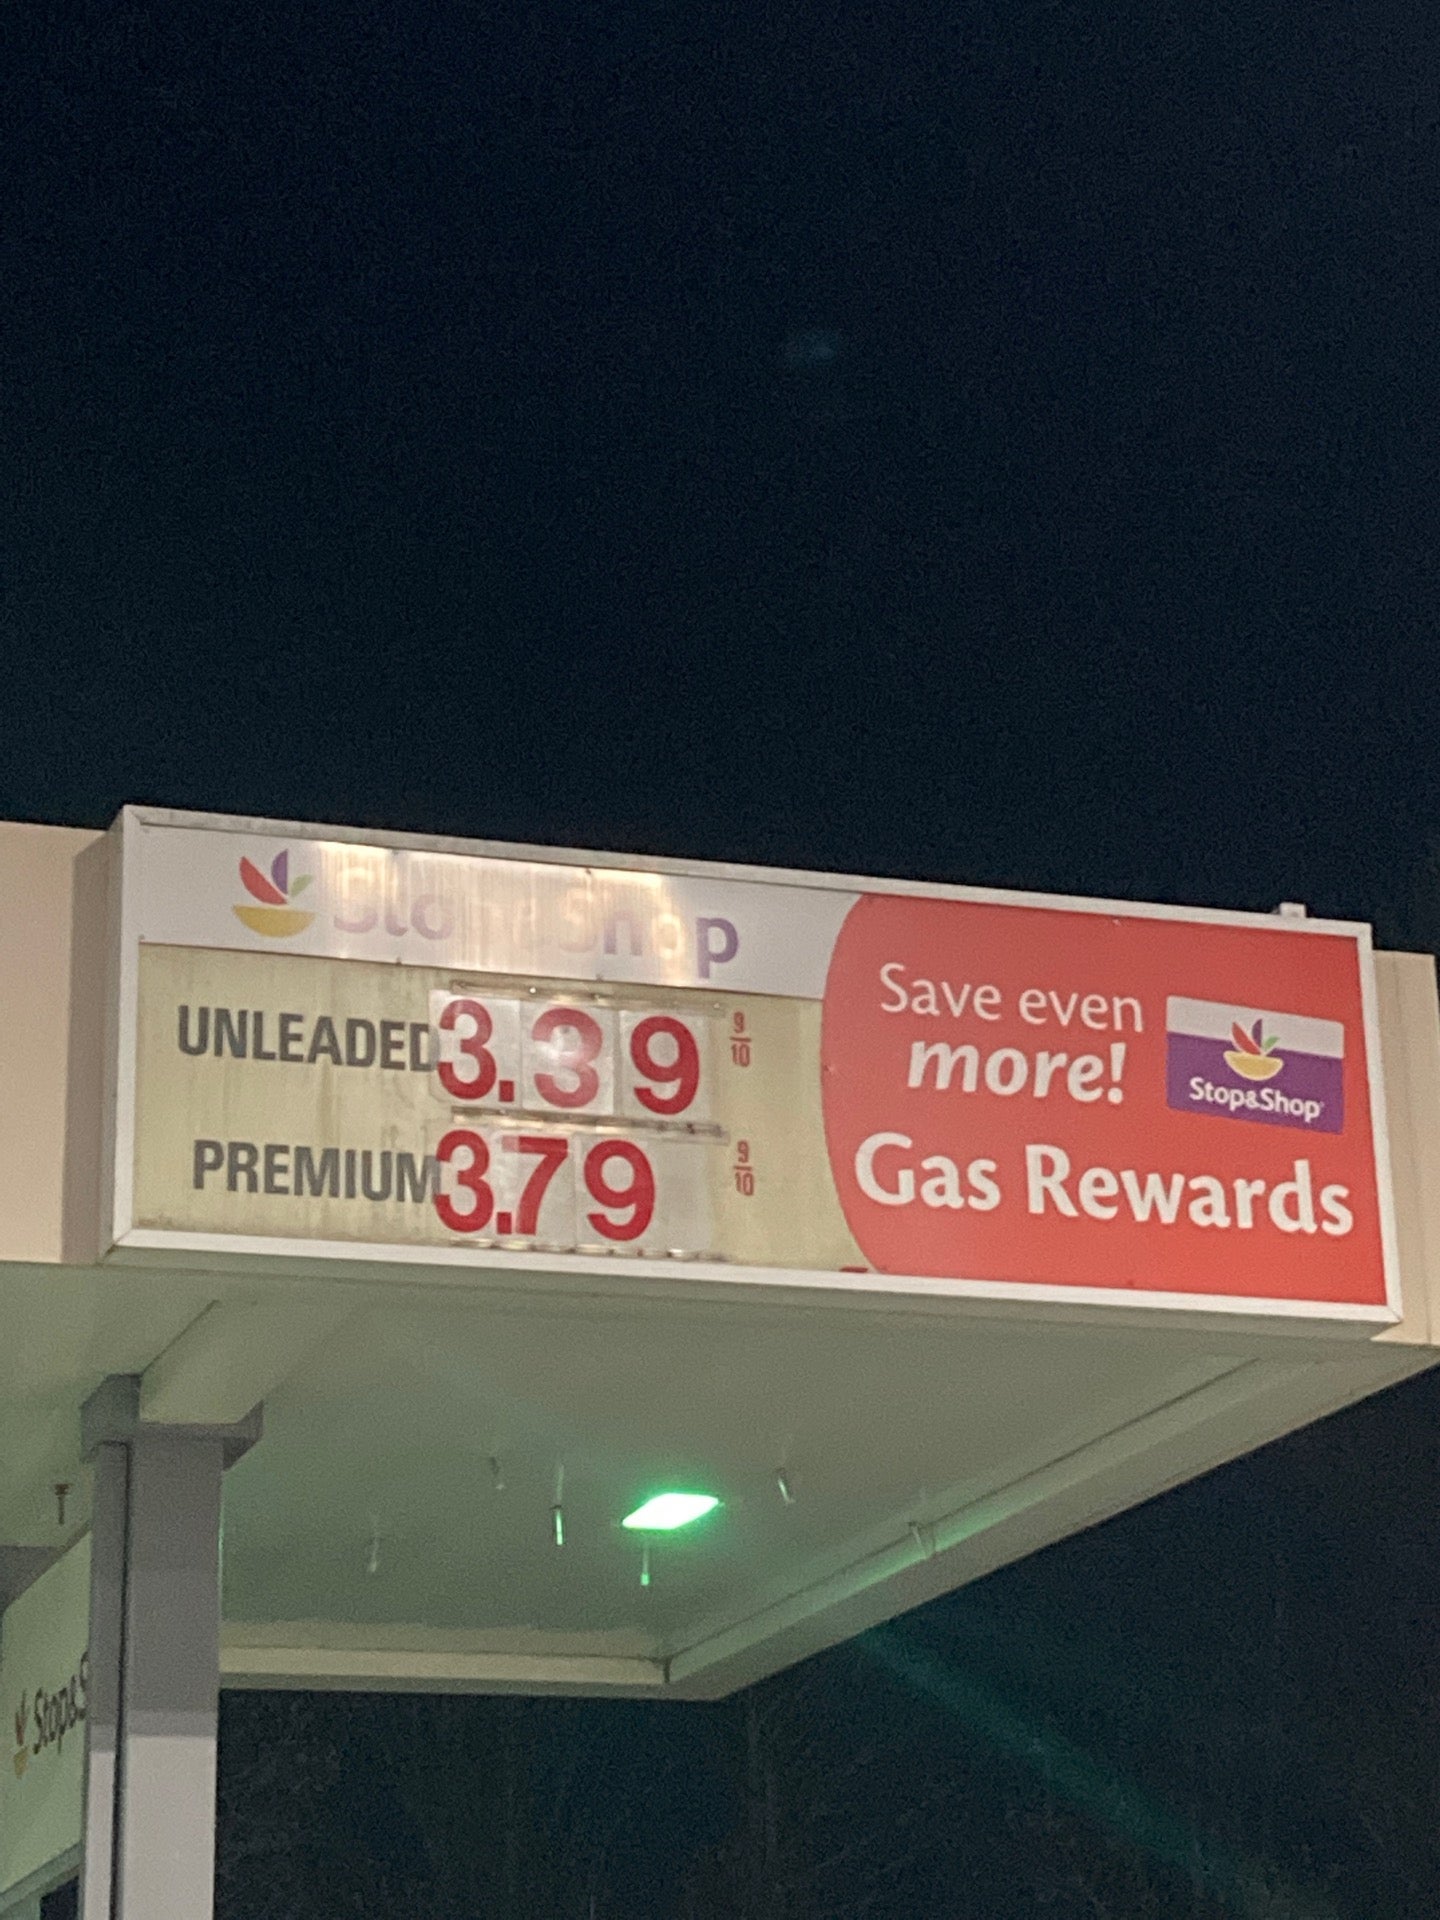 Stop & Shop
UNLEADED 3.39 9/10
PREMIUM 3.79 9/10
Save even
more!
Stop&Shop
Gas Rewards
Stop&S